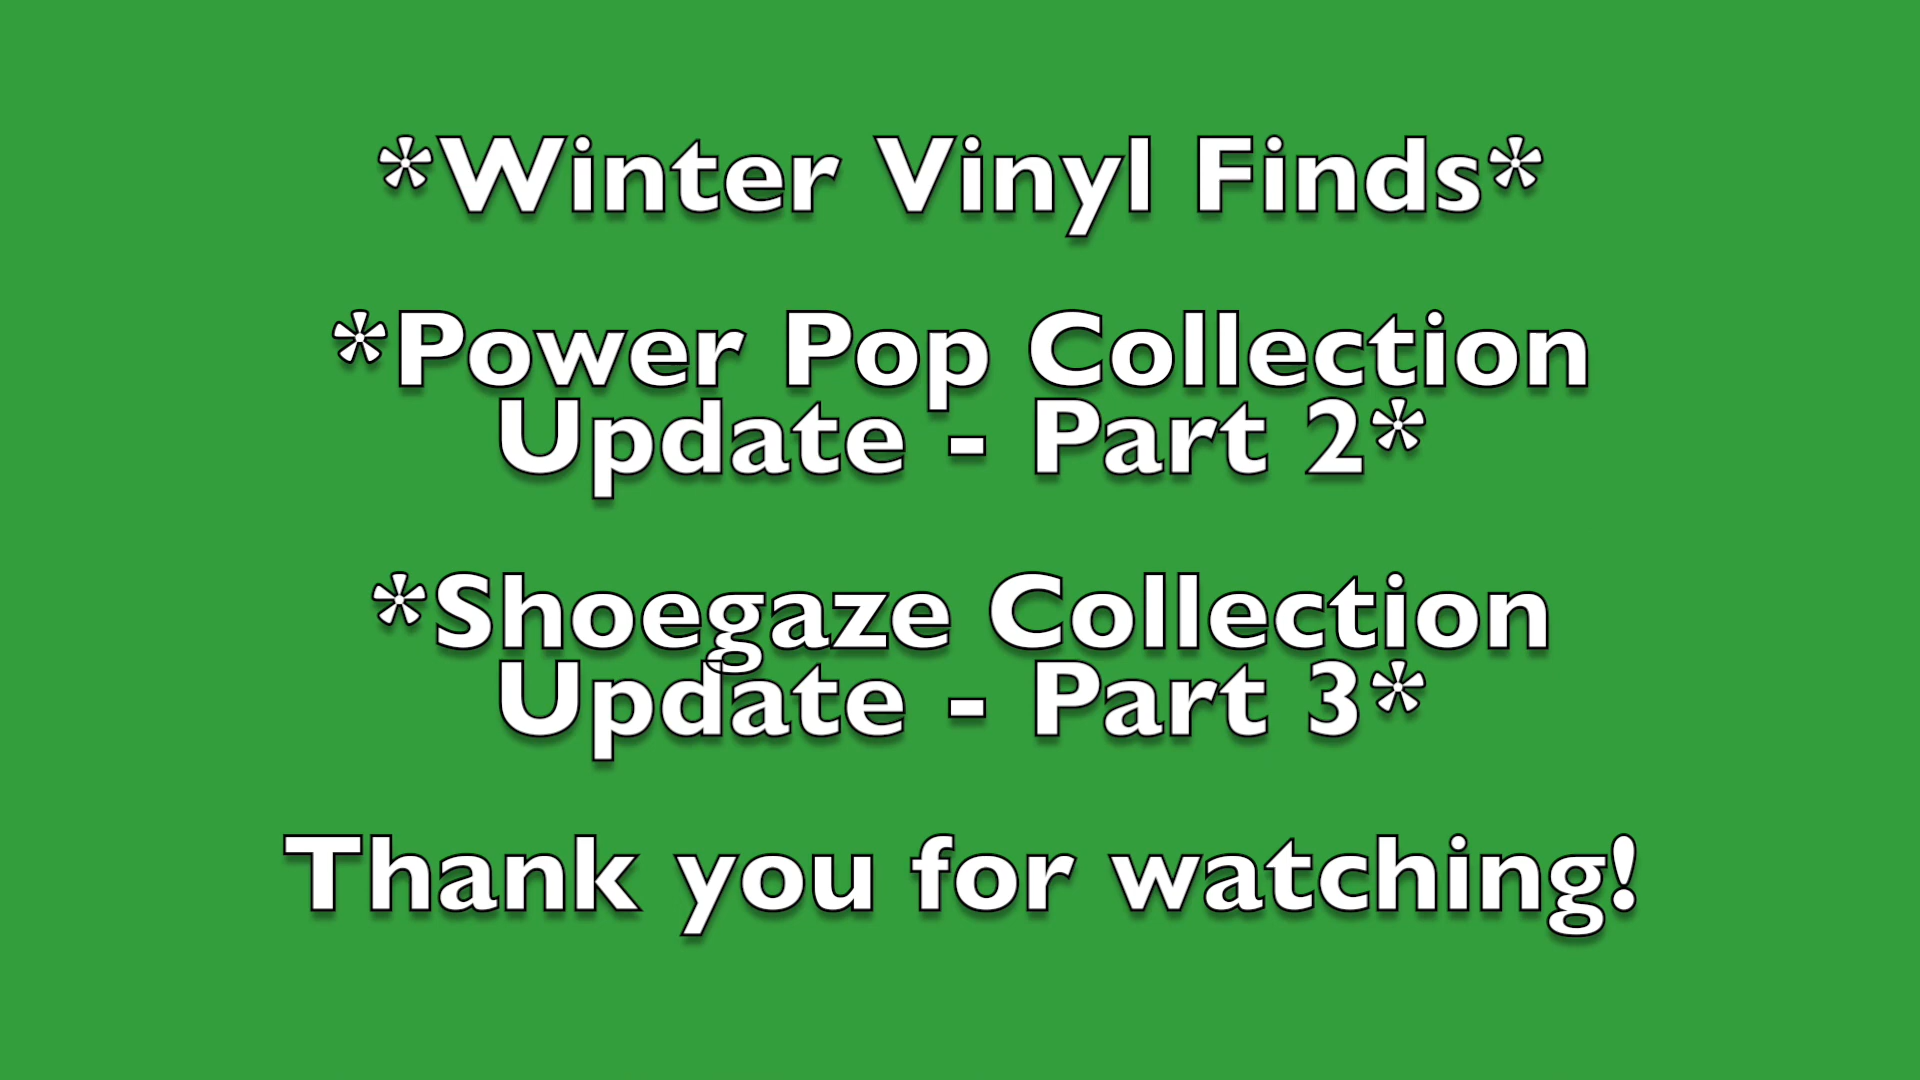 *Winter Vinyl Finds*
*Power Pop Collection
Update - Part 2*
*Shoegaze Collection
Update - Part 3*
Thank you for watching!